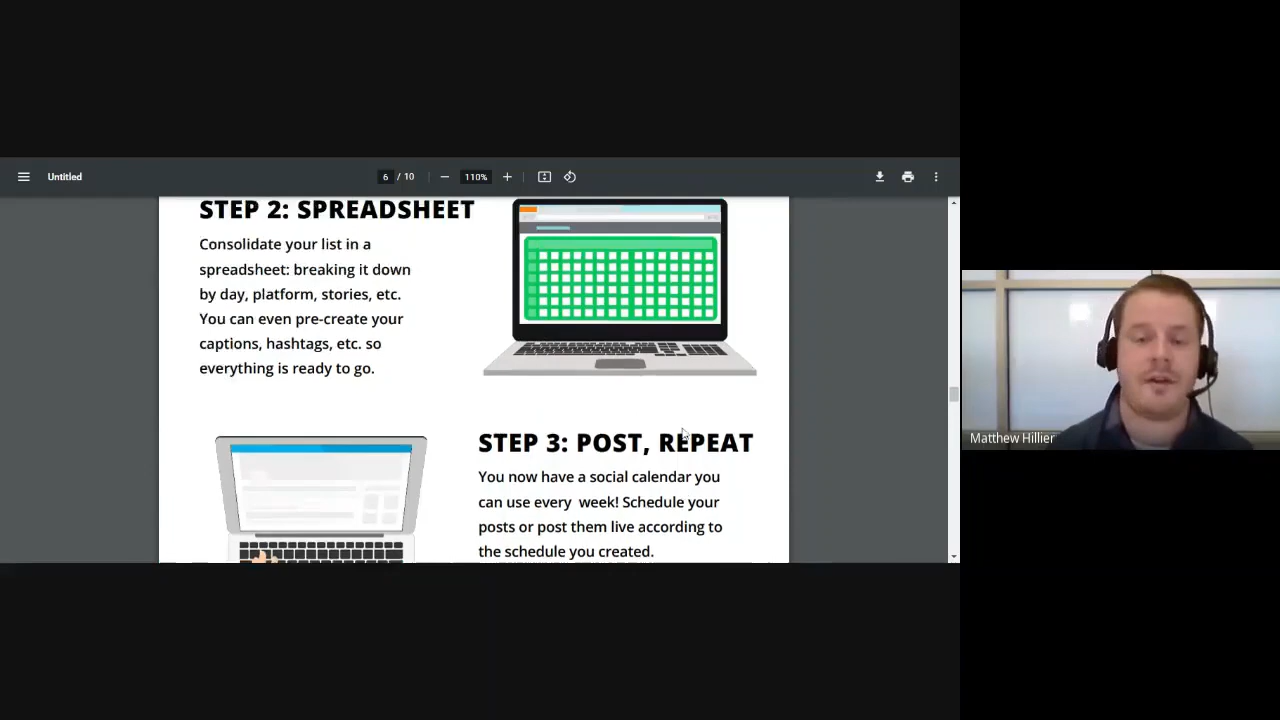 Untitled
6 / 10
110%
STEP 2: SPREADSHEET
Consolidate your list in a
spreadsheet: breaking it down
by day, platform, stories, etc.
You can even pre-create your
captions, hashtags, etc. so
everything is ready to go.
STEP 3: POST, REPEAT
You now have a social calendar you
can use every week! Schedule your
posts or post them live according to
the schedule you created.
Matthew Hillier